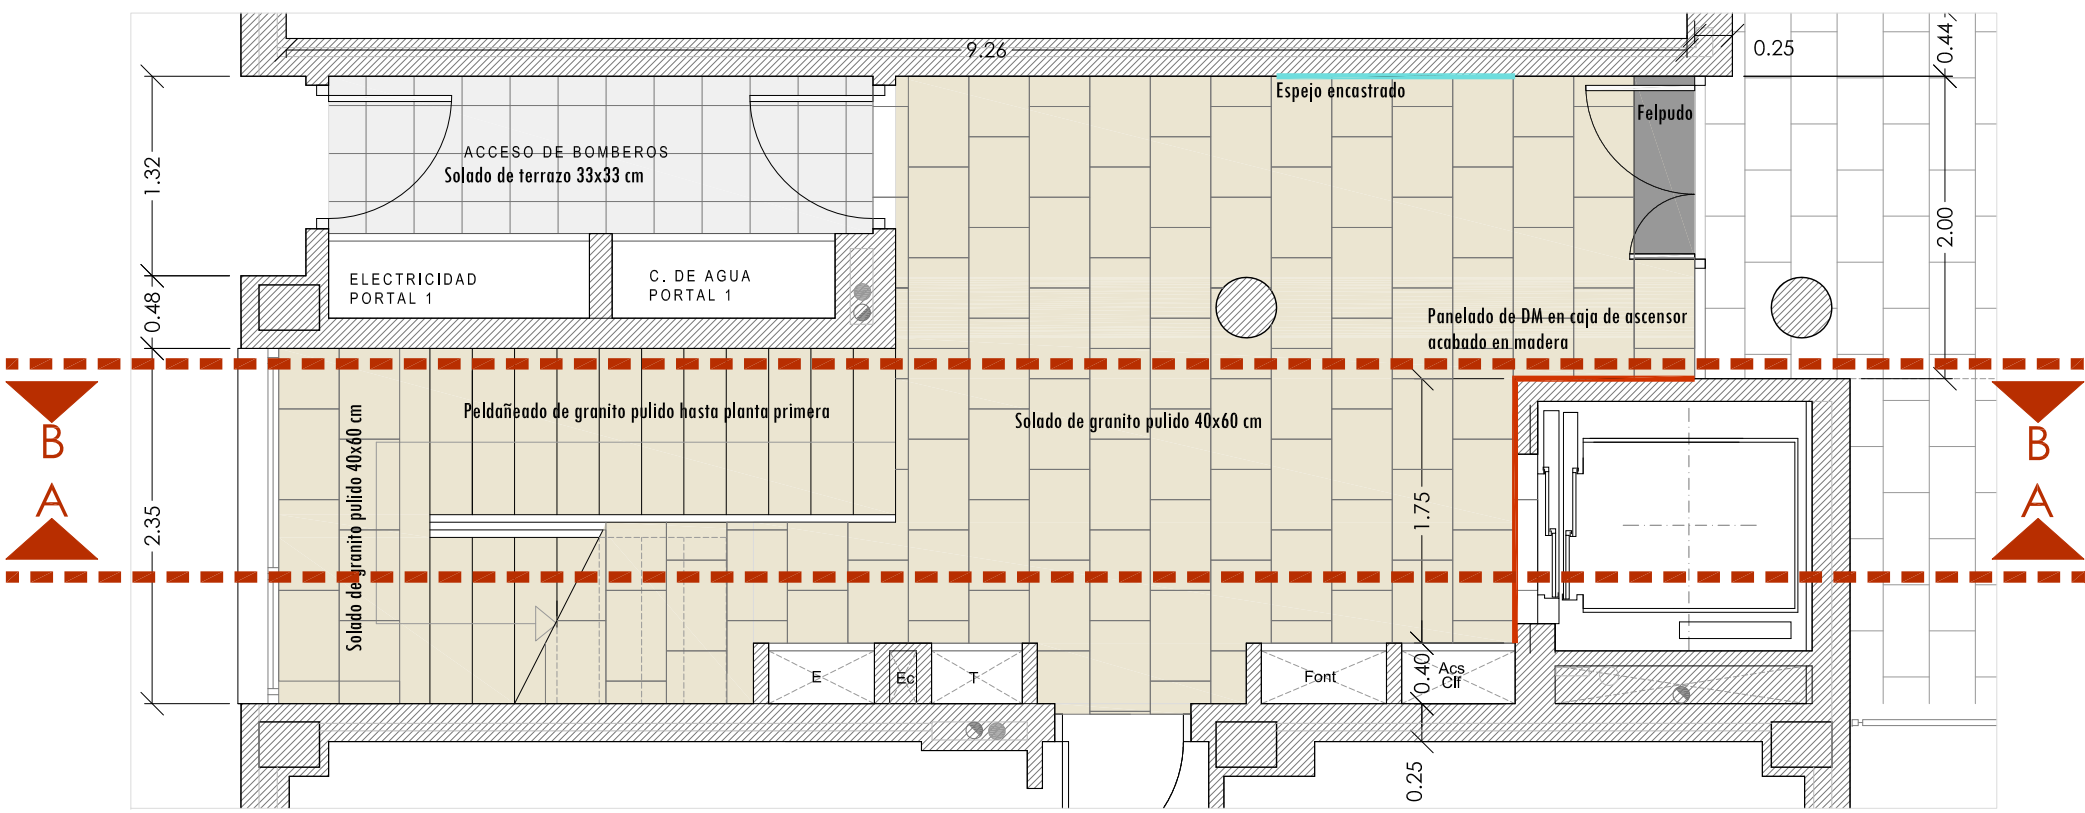 9.26
0.25
0.44
Espejo encastrado
Felpudo
ACCESO DE BOMBEROS
Solado de terrazo 33x33 cm
1.32
2.00
ELECTRICIDAD
PORTAL 1
C. DE AGUA
PORTAL 1
0.48
Panelado de DM en caja de ascensor
acabado en madera
Peldañeado de granito pulido hasta planta primera
Solado de granito pulido 40x60 cm
Solado de granito pulido 40x60 cm
B
A
B
A
2.35
1.75
E
Ec
T
Font
0.40
Acs
Clf
0.25